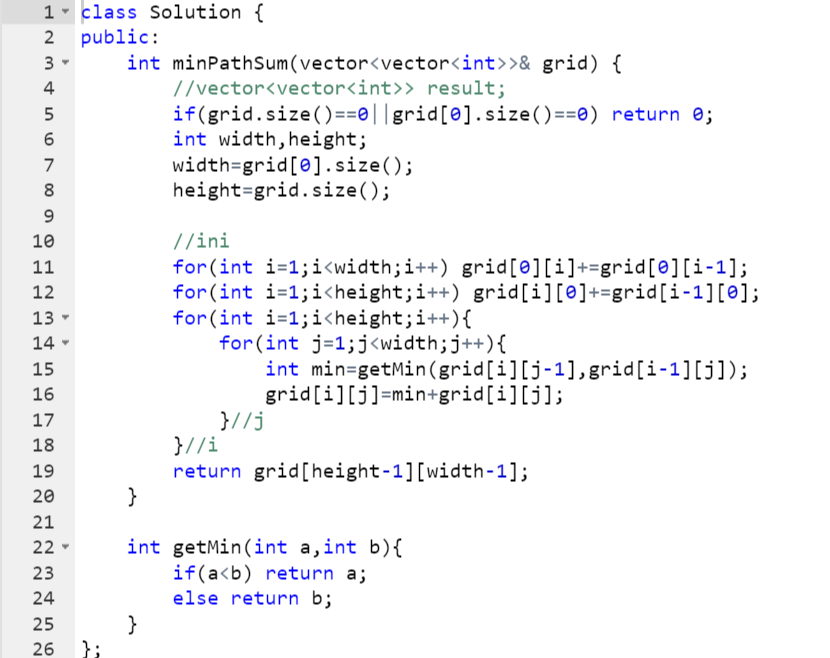 1 class Solution {
2 public:
3 int minPathSum(vector<vector<int>>& grid) {
4 //vector<vector<int>> result;
5 if(grid.size()==0||grid[0].size()==0) return 0;
6 int width,height;
7 width=grid[0].size();
8 height=grid.size();
9
10 //ini
11 for(int i=1;i<width;i++) grid[0][i]+=grid[0][i-1];
12 for(int i=1;i<height;i++) grid[i][0]+=grid[i-1][0];
13 for(int i=1;i<height;i++){
14 for(int j=1;j<width;j++){
15 int min=getMin(grid[i][j-1],grid[i-1][j]);
16 grid[i][j]=min+grid[i][j];
17 }//j
18 }//i
19 return grid[height-1][width-1];
20 }
21
22 int getMin(int a,int b){
23 if(a<b) return a;
24 else return b;
25 }
26 };